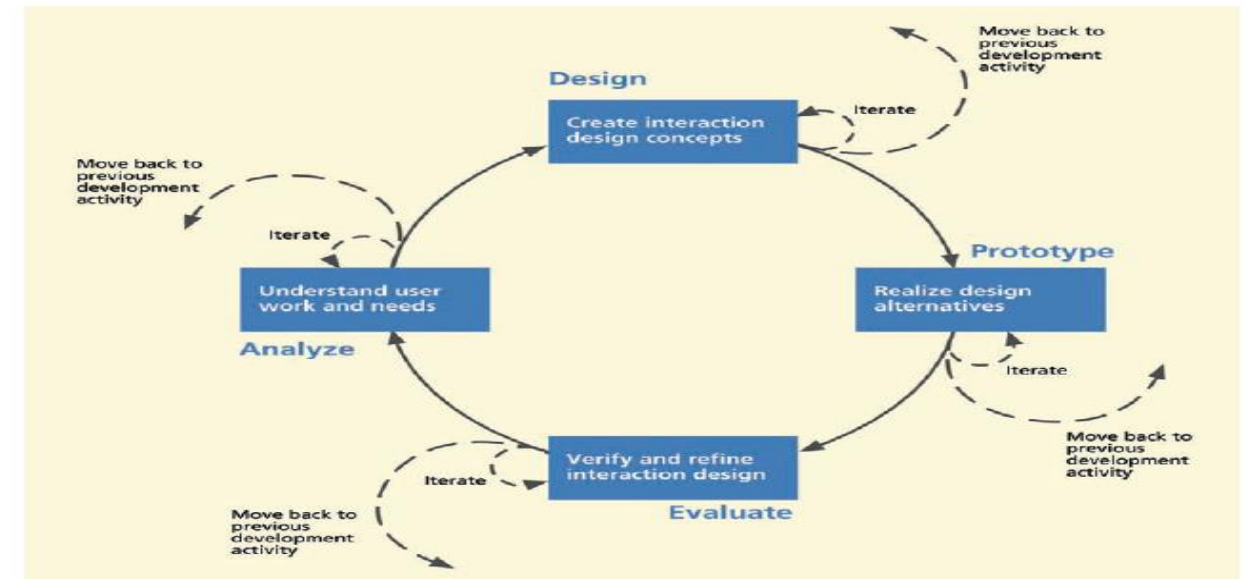 Move back to
previous
development
activity
Design
Iterate
Create interaction
design concepts
Move back to
previous
development
activity
Iterate
Prototype
Understand user
work and needs
Realize design
alternatives
Analyze
Iterate
Verify and refine
interaction design
Iterate
Move back to
previous
development
activity
Evaluate
Move back to
previous
development
activity